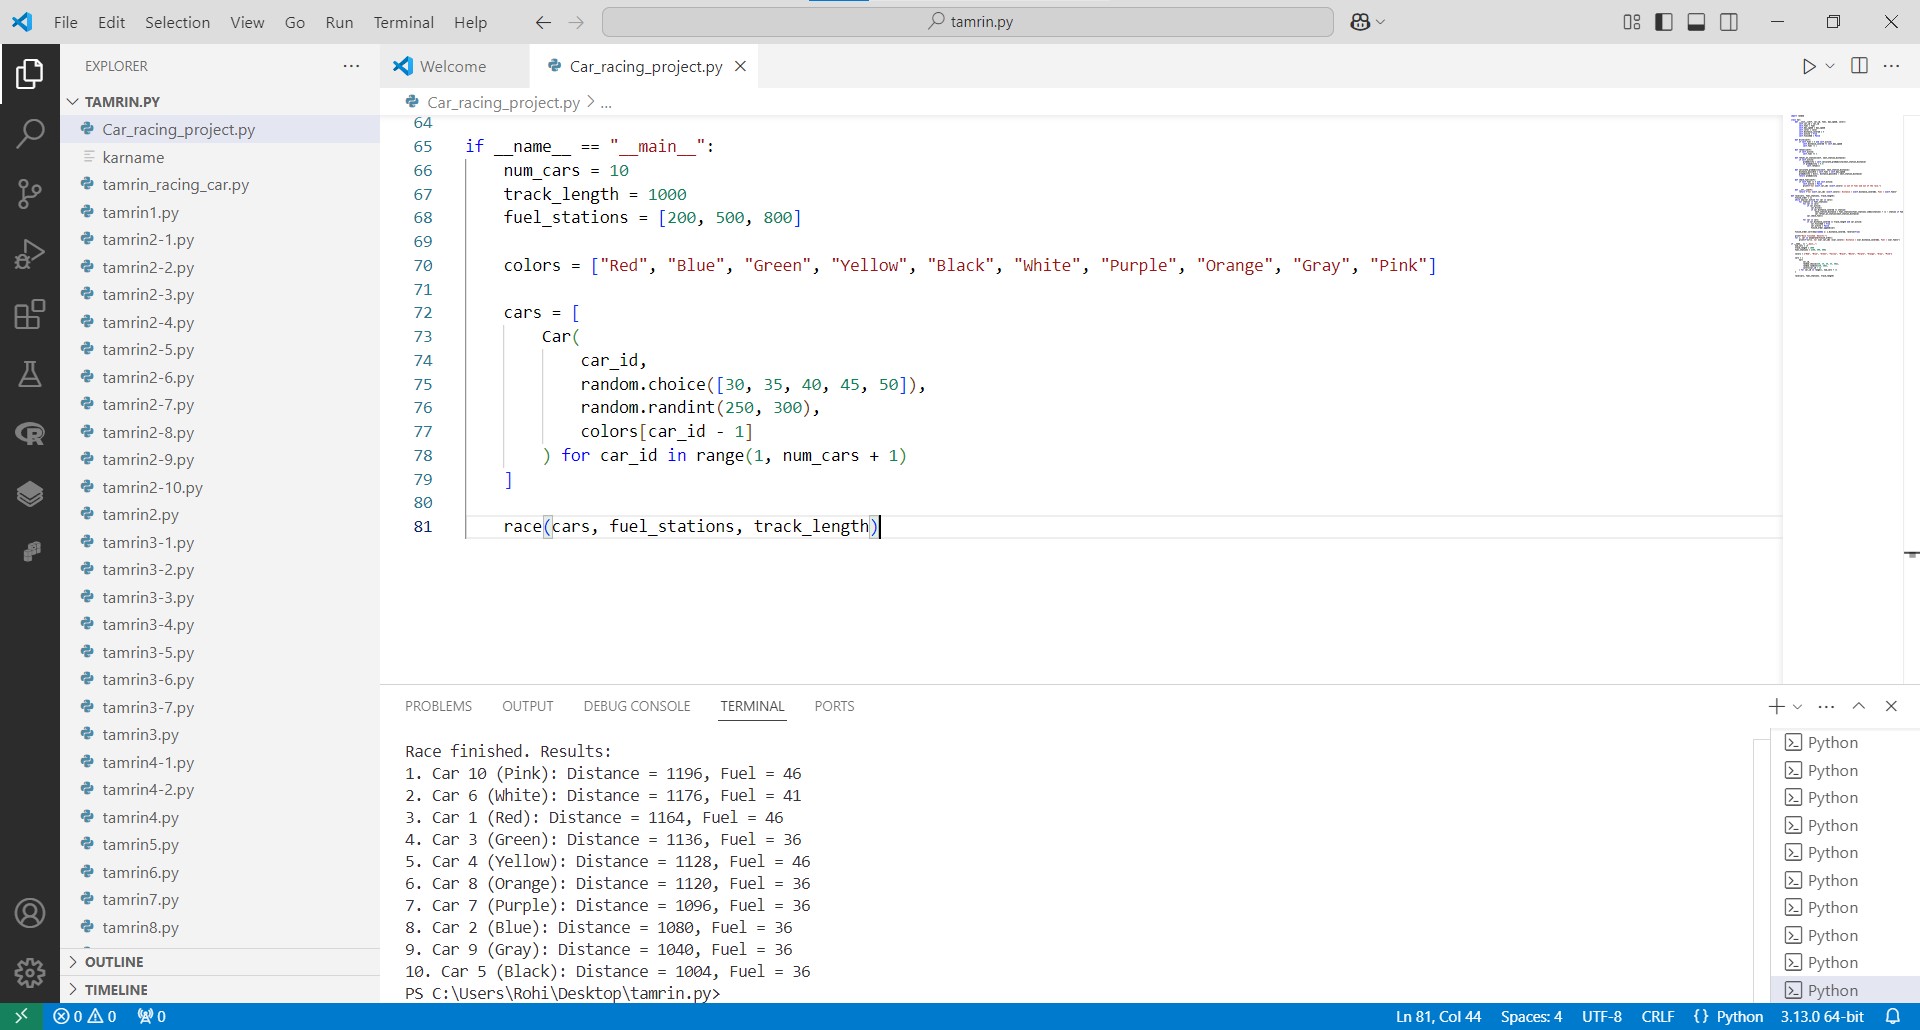 File Edit Selection View Go Run Terminal Help
tamrin.py
EXPLORER
TAMRIN.PY
Car_racing_project.py
karname
tamrin_racing_car.py
tamrin1.py
tamrin2-1.py
tamrin2-2.py
tamrin2-3.py
tamrin2-4.py
tamrin2-5.py
tamrin2-6.py
tamrin2-7.py
tamrin2-8.py
tamrin2-9.py
tamrin2-10.py
tamrin2.py
tamrin3-1.py
tamrin3-2.py
tamrin3-3.py
tamrin3-4.py
tamrin3-5.py
tamrin3-6.py
tamrin3-7.py
tamrin3.py
tamrin4-1.py
tamrin4-2.py
tamrin4.py
tamrin5.py
tamrin6.py
tamrin7.py
tamrin8.py
OUTLINE
TIMELINE
Welcome Car_racing_project.py
Car_racing_project.py > ...
64
65 if __name__ == "__main__":
66 num_cars = 10
67 track_length = 1000
68 fuel_stations = [200, 500, 800]
69
70 colors = ["Red", "Blue", "Green", "Yellow", "Black", "White", "Purple", "Orange", "Gray", "Pink"]
71
72 cars = [
73 Car(
74 car_id,
75 random.choice([30, 35, 40, 45, 50]),
76 random.randint(250, 300),
77 colors[car_id - 1]
78 ) for car_id in range(1, num_cars + 1)
79 ]
80
81 race(cars, fuel_stations, track_length)
PROBLEMS OUTPUT DEBUG CONSOLE TERMINAL PORTS
Race finished. Results:
1. Car 10 (Pink): Distance = 1196, Fuel = 46
2. Car 6 (White): Distance = 1176, Fuel = 41
3. Car 1 (Red): Distance = 1164, Fuel = 46
4. Car 3 (Green): Distance = 1136, Fuel = 36
5. Car 4 (Yellow): Distance = 1128, Fuel = 46
6. Car 8 (Orange): Distance = 1120, Fuel = 36
7. Car 7 (Purple): Distance = 1096, Fuel = 36
8. Car 2 (Blue): Distance = 1080, Fuel = 36
9. Car 9 (Gray): Distance = 1040, Fuel = 36
10. Car 5 (Black): Distance = 1004, Fuel = 36
PS C:\Users\Rohi\Desktop\tamrin.py>
Python
Python
Python
Python
Python
Python
Python
Python
Python
Python
0 0 0 Ln 81, Col 44 Spaces: 4 UTF-8 CRLF {} Python 3.13.0 64-bit